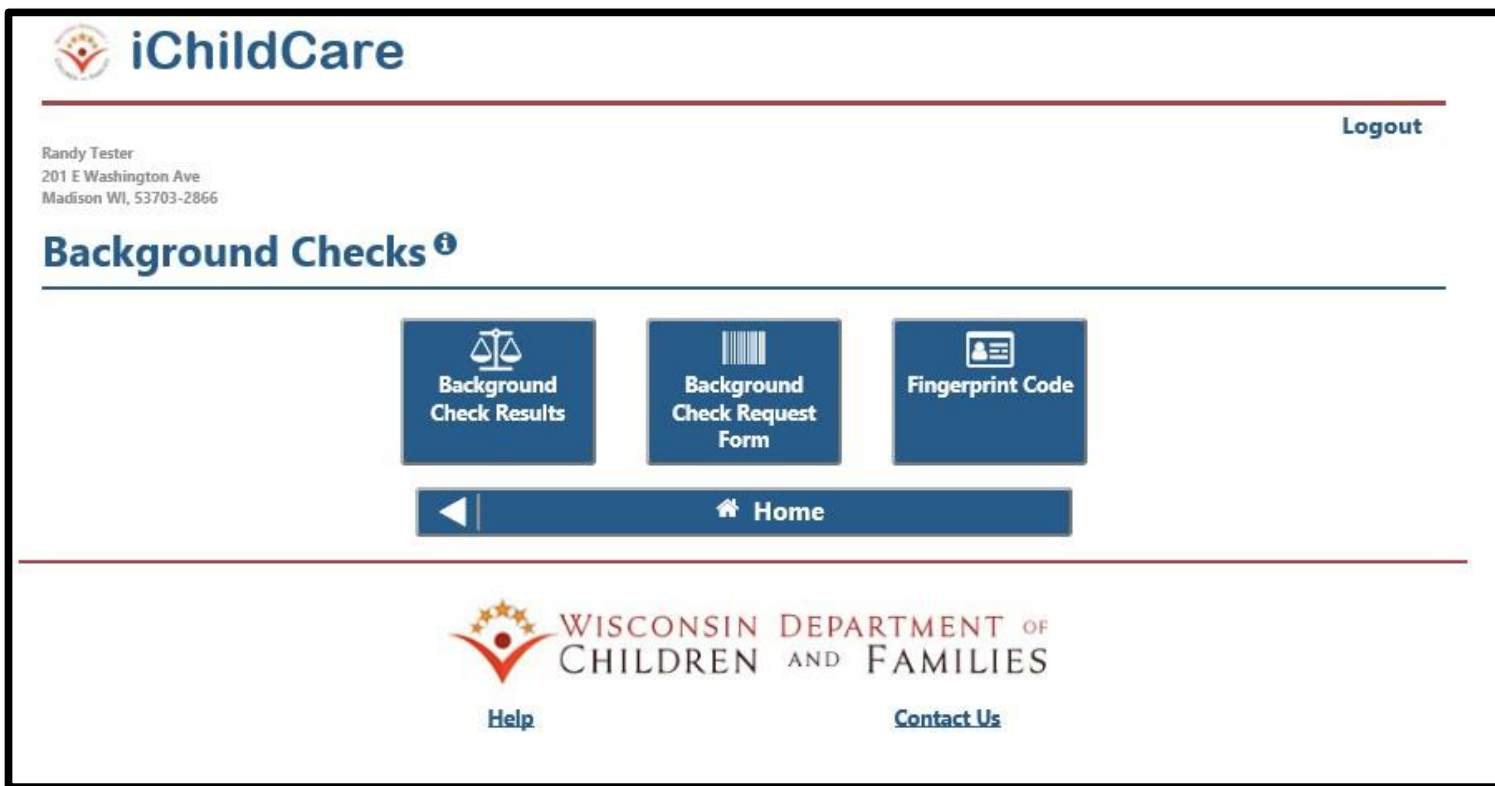 iChildCare
Logout
Randy Tester
201 E Washington Ave
Madison WI, 53703-2866
Background Checks
Background
Check Results
Background
Check Request
Form
Fingerprint Code
Home
WISCONSIN DEPARTMENT OF
CHILDREN AND FAMILIES
Help
Contact Us